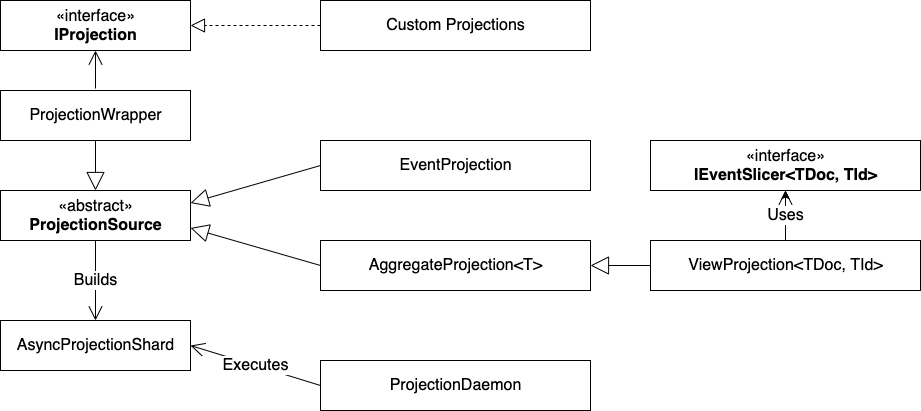 «interface»
IProjection
Custom Projections
ProjectionWrapper
EventProjection
«interface»
IEventSlicer<TDoc, TId>
«abstract»
ProjectionSource
Uses
AggregateProjection<T>
ViewProjection<TDoc, TId>
Builds
AsyncProjectionShard
Executes
ProjectionDaemon